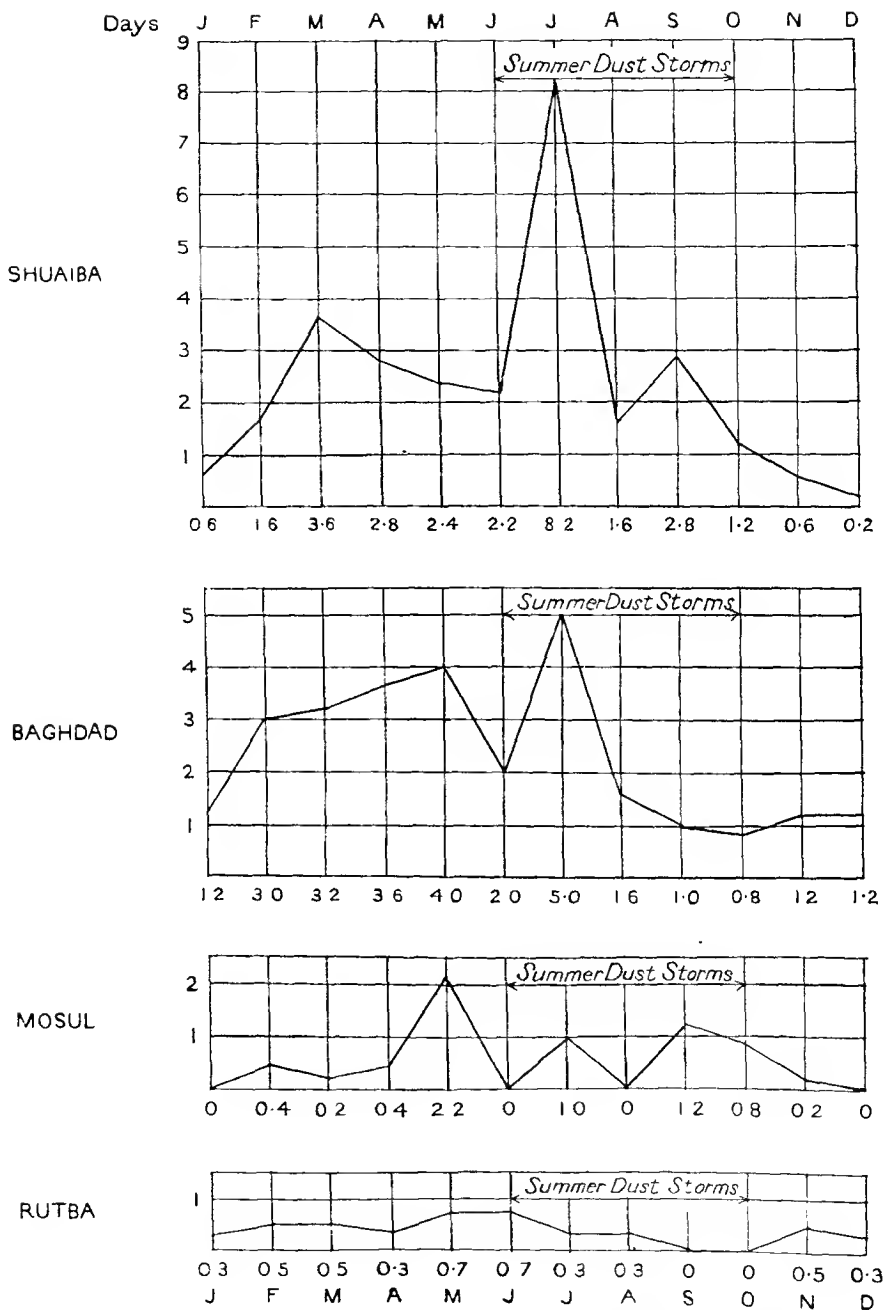 Days J F M A M J J A S O N D
9
Summer Dust Storms
8
7
6
5
SHUAIBA
4
3
2
1
0·6 1·6 3·6 2·8 2·4 2·2 8 2 1·6 2·8 1·2 0·6 0·2
5 Summer Dust Storms
4
BAGHDAD
3
2
1
1 2 3 0 3 2 3 6 4 0 2 0 5·0 1 6 1·0 0·8 1 2 1·2
Summer Dust Storms
2
MOSUL
1
0 0·4 0·2 0·4 2 2 0 1 0 0 1 2 0 8 0 2 0
Summer Dust Storms
1
RUTBA
0 3 0 5 0·5 0·3 0·7 0 7 0 3 0 3 0 0 0·5 0·3
J F M A M J J A S O N D